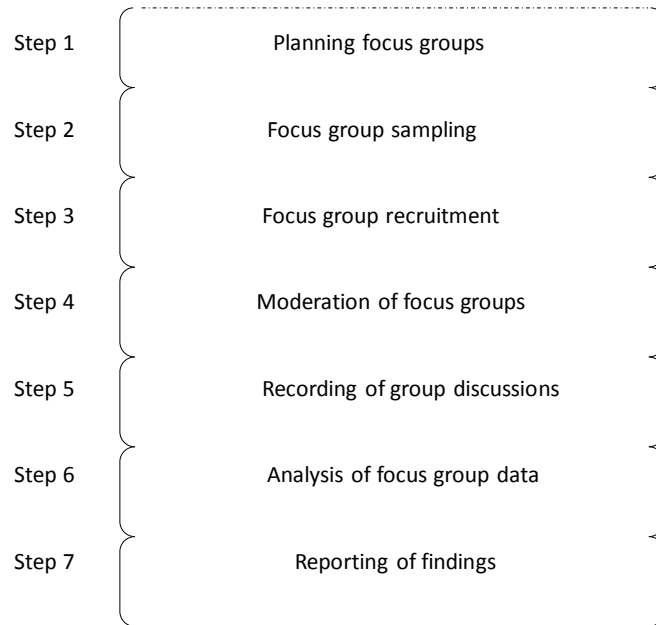 Step 1 Planning focus groups
Step 2 Focus group sampling
Step 3 Focus group recruitment
Step 4 Moderation of focus groups
Step 5 Recording of group discussions
Step 6 Analysis of focus group data
Step 7 Reporting of findings